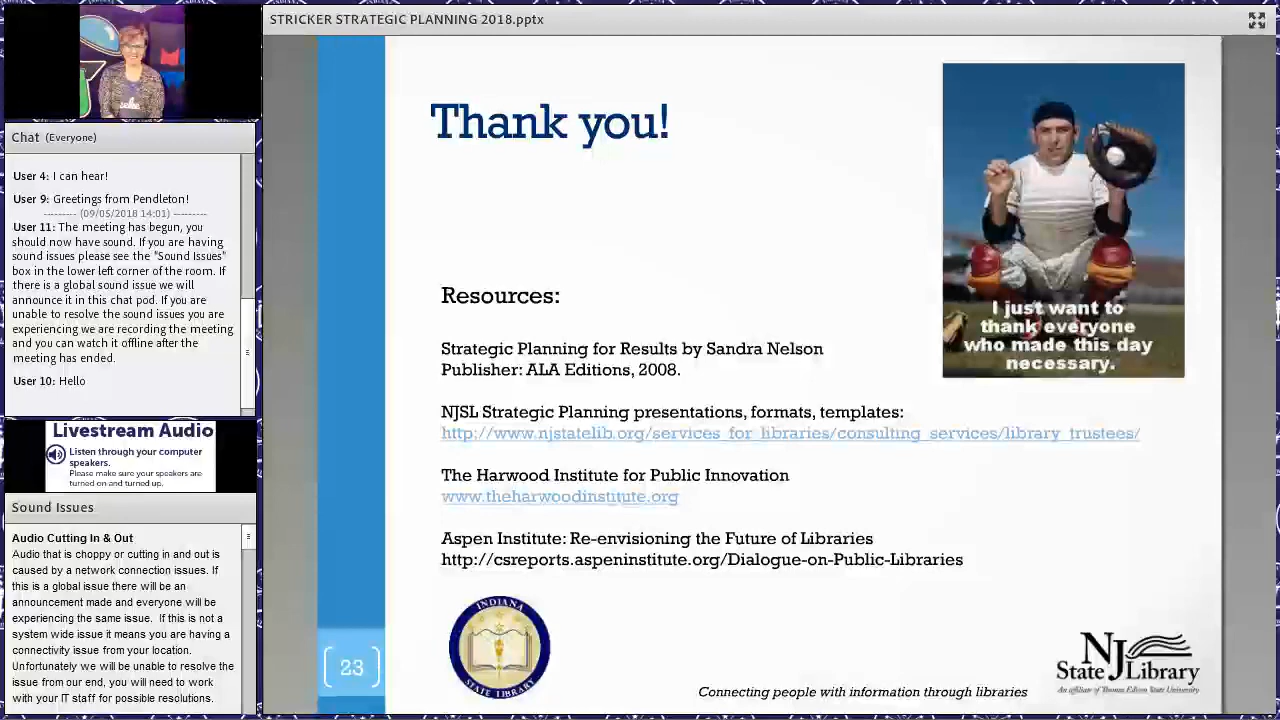 STRICKER STRATEGIC PLANNING 2018.pptx
Chat (Everyone)
User 4: I can hear!
User 9: Greetings from Pendleton!
--------- (09/05/2018 14:01) ---------
User 11: The meeting has begun, you
should now have sound. If you are having
sound issues please see the "Sound Issues"
box in the lower left corner of the room. If
there is a global sound issue we will
announce it in this chat pod. If you are
unable to resolve the sound issues you are
experiencing we are recording the meeting
and you can watch it offline after the
meeting has ended.
User 10: Hello
Livestream Audio
Listen through your computer
speakers.
Please make sure your speakers are
turned on and turned up.
Sound Issues
Audio Cutting In & Out
Audio that is choppy or cutting in and out is
caused by a network connection issues. If
this is a global issue there will be an
announcement made and everyone will be
experiencing the same issue. If this is not a
system wide issue it means you are having a
connectivity issue from your location.
Unfortunately we will be unable to resolve the
issue from our end, you will need to work
with your IT staff for possible resolutions.
Thank you!
I just want to
thank everyone
who made this day
necessary.
Resources:
Strategic Planning for Results by Sandra Nelson
Publisher: ALA Editions, 2008.
NJSL Strategic Planning presentations, formats, templates:
http://www.njstatelib.org/services_for_libraries/consulting_services/library_trustees/
The Harwood Institute for Public Innovation
www.theharwoodinstitute.org
Aspen Institute: Re-envisioning the Future of Libraries
http://csreports.aspeninstitute.org/Dialogue-on-Public-Libraries
INDIANA
STATE LIBRARY
23
Connecting people with information through libraries
NJ
State Library
An affiliate of Thomas Edison State University